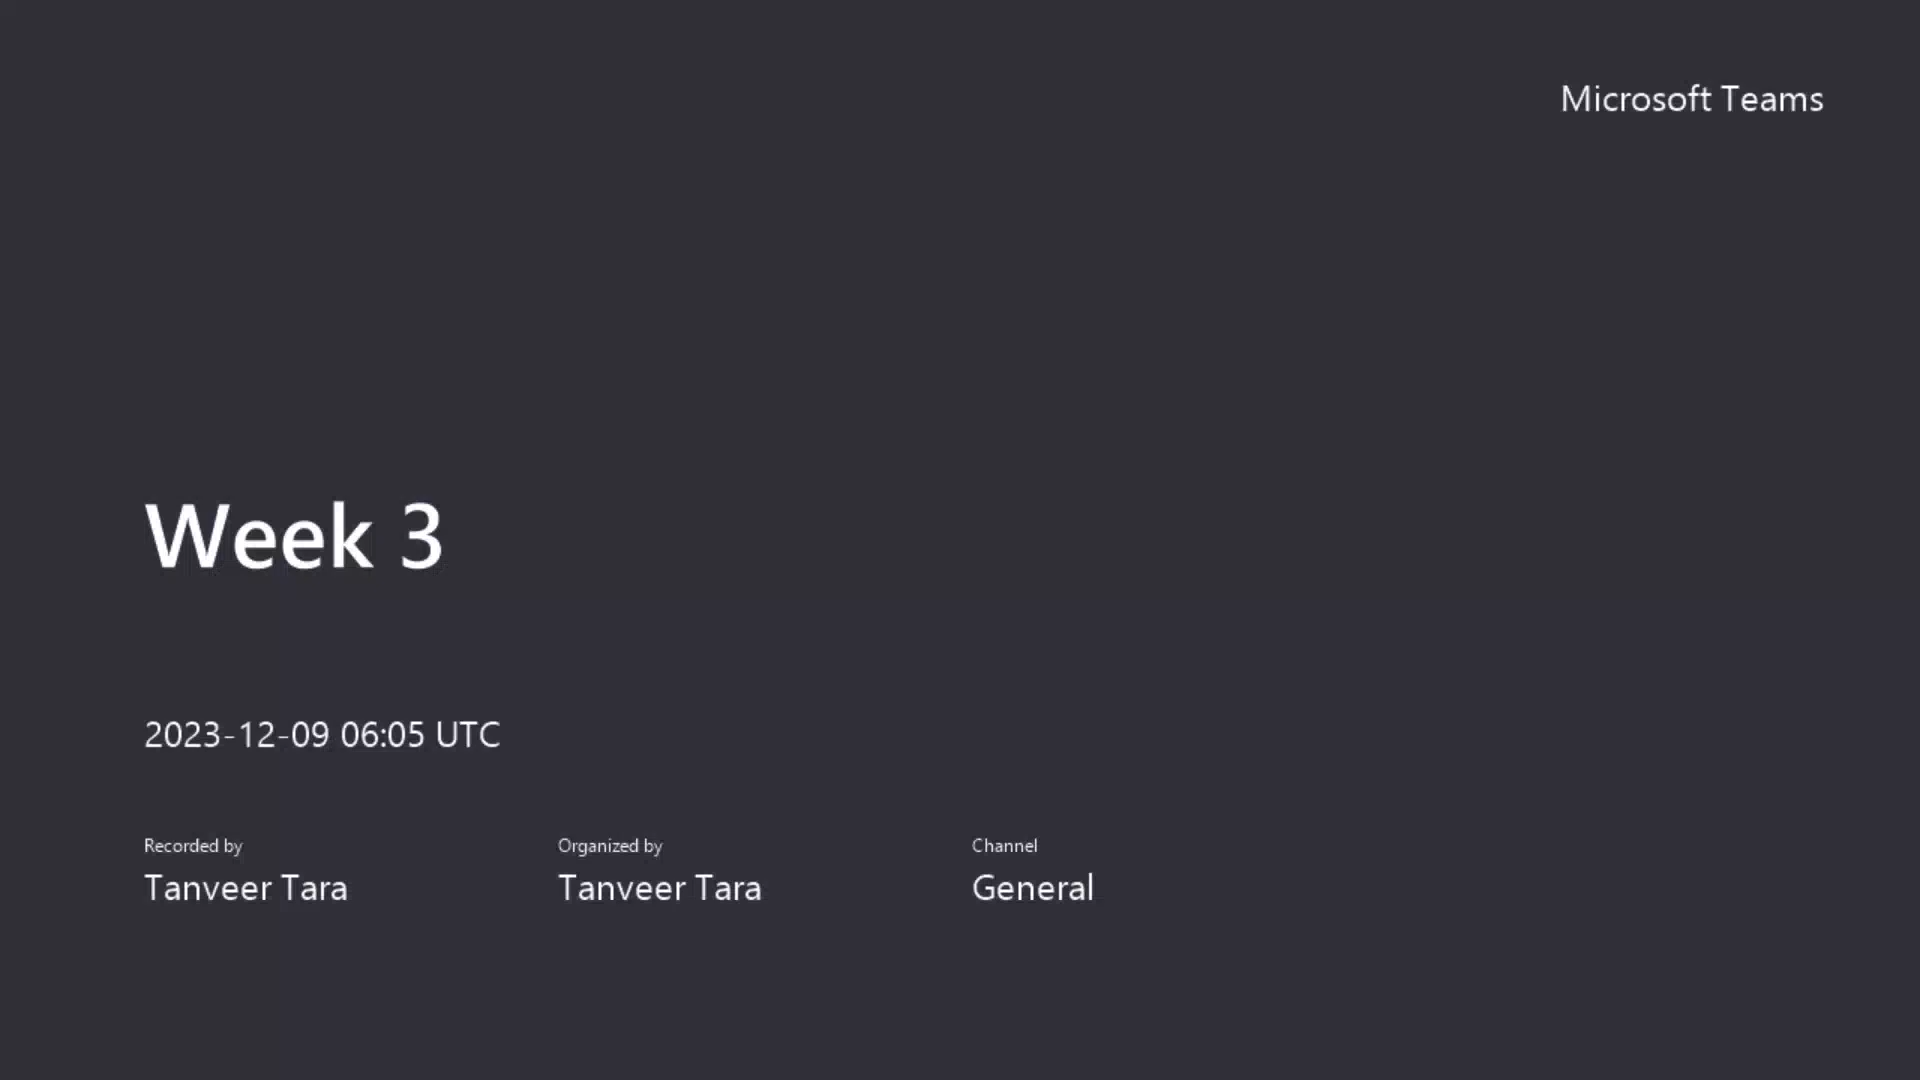 Microsoft Teams
Week 3
2023-12-09 06:05 UTC
Recorded by
Tanveer Tara
Organized by
Tanveer Tara
Channel
General